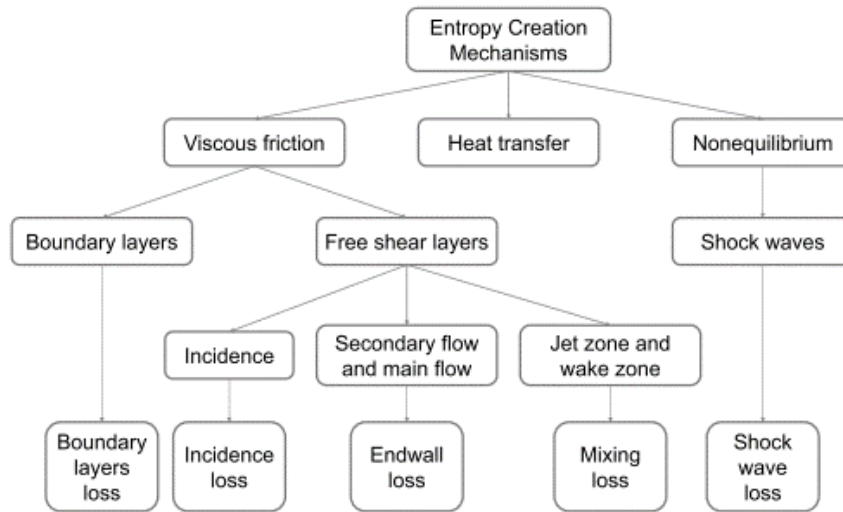 Entropy Creation
Mechanisms
Viscous friction
Heat transfer
Nonequilibrium
Boundary layers
Free shear layers
Shock waves
Incidence
Secondary flow
and main flow
Jet zone and
wake zone
Boundary
layers
loss
Incidence
loss
Endwall
loss
Mixing
loss
Shock
wave
loss